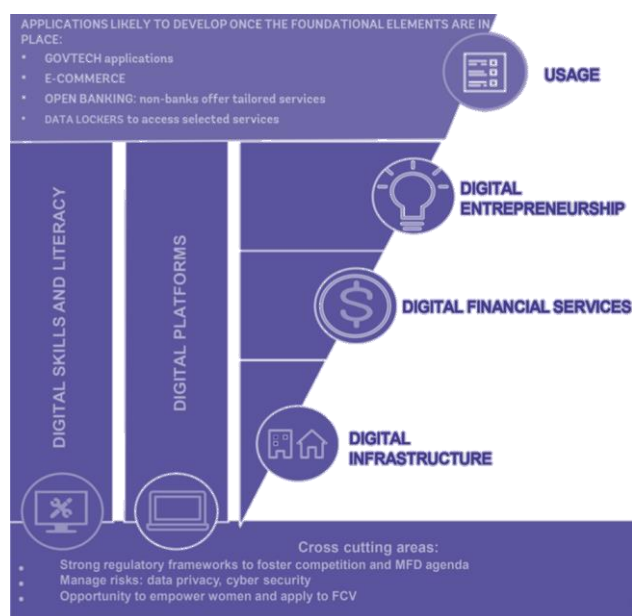 APPLICATIONS LIKELY TO DEVELOP ONCE THE FOUNDATIONAL ELEMENTS ARE IN
PLACE:
• GOVTECH applications
• E-COMMERCE
• OPEN BANKING: non-banks offer tailored services
• DATA LOCKERS to access selected services
USAGE
DIGITAL SKILLS AND LITERACY
DIGITAL PLATFORMS
DIGITAL
ENTREPRENEURSHIP
DIGITAL FINANCIAL SERVICES
DIGITAL
INFRASTRUCTURE
Cross cutting areas:
• Strong regulatory frameworks to foster competition and MFD agenda
• Manage risks: data privacy, cyber security
• Opportunity to empower women and apply to FCV